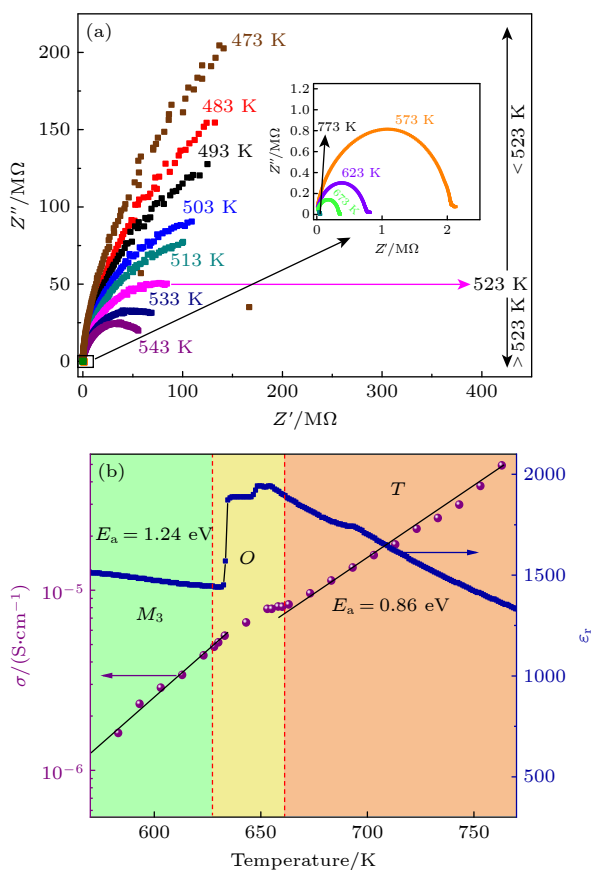 (a)
473 K
483 K
493 K
503 K
513 K
523 K
533 K
543 K
< 523 K
> 523 K
200
150
100
50
0
Z″/MΩ
0
100
200
300
400
Z′/MΩ
1.2
1.0
0.8
0.6
0.4
0.2
0
Z″/MΩ
773 K
573 K
623 K
673 K
0
1
2
Z′/MΩ
(b)
T
O
M₃
Eₐ = 1.24 eV
Eₐ = 0.86 eV
10⁻⁵
10⁻⁶
σ/(S·cm⁻¹)
2000
1500
1000
500
εᵣ
600
650
700
750
Temperature/K